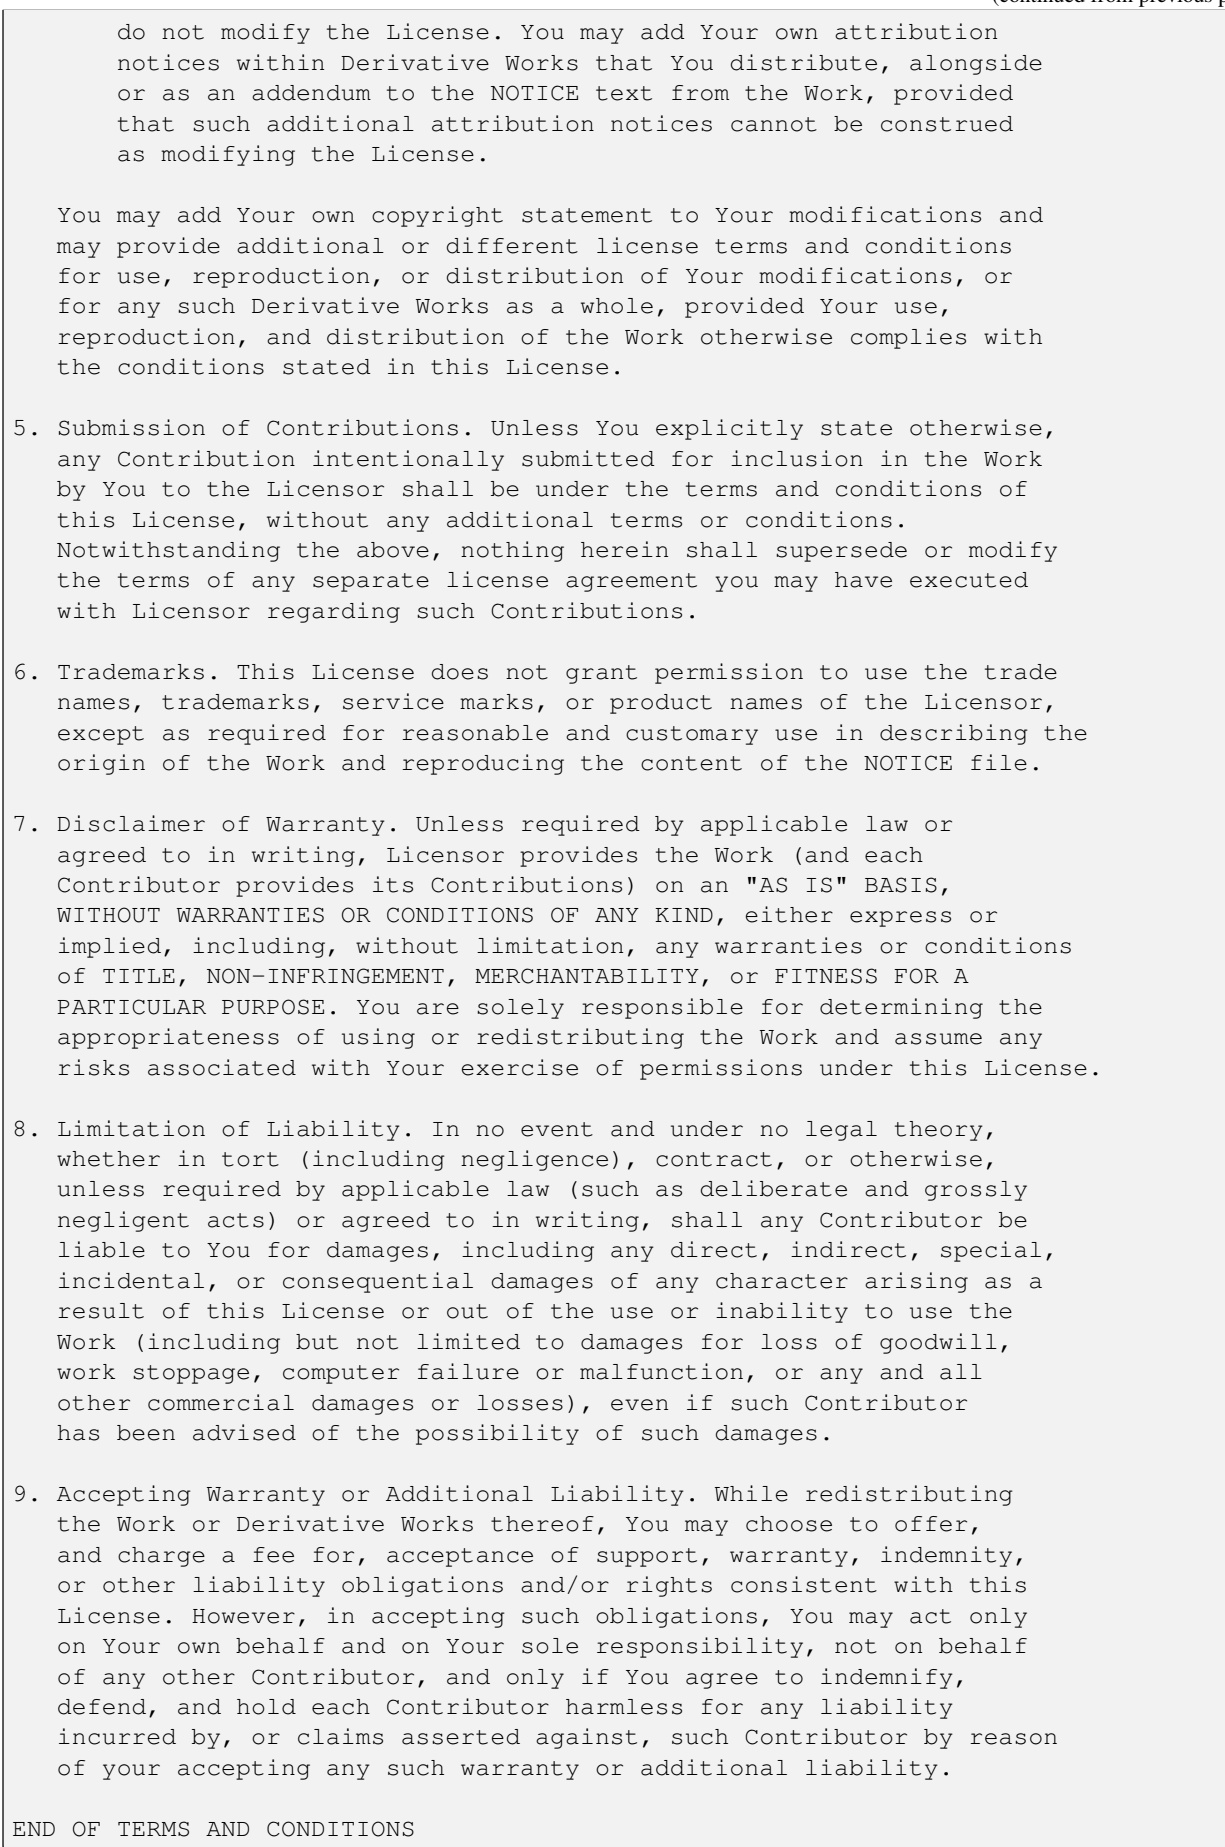 (continued from previous p
do not modify the License. You may add Your own attribution
notices within Derivative Works that You distribute, alongside
or as an addendum to the NOTICE text from the Work, provided
that such additional attribution notices cannot be construed
as modifying the License.
You may add Your own copyright statement to Your modifications and
may provide additional or different license terms and conditions
for use, reproduction, or distribution of Your modifications, or
for any such Derivative Works as a whole, provided Your use,
reproduction, and distribution of the Work otherwise complies with
the conditions stated in this License.
5. Submission of Contributions. Unless You explicitly state otherwise,
any Contribution intentionally submitted for inclusion in the Work
by You to the Licensor shall be under the terms and conditions of
this License, without any additional terms or conditions.
Notwithstanding the above, nothing herein shall supersede or modify
the terms of any separate license agreement you may have executed
with Licensor regarding such Contributions.
6. Trademarks. This License does not grant permission to use the trade
names, trademarks, service marks, or product names of the Licensor,
except as required for reasonable and customary use in describing the
origin of the Work and reproducing the content of the NOTICE file.
7. Disclaimer of Warranty. Unless required by applicable law or
agreed to in writing, Licensor provides the Work (and each
Contributor provides its Contributions) on an "AS IS" BASIS,
WITHOUT WARRANTIES OR CONDITIONS OF ANY KIND, either express or
implied, including, without limitation, any warranties or conditions
of TITLE, NON-INFRINGEMENT, MERCHANTABILITY, or FITNESS FOR A
PARTICULAR PURPOSE. You are solely responsible for determining the
appropriateness of using or redistributing the Work and assume any
risks associated with Your exercise of permissions under this License.
8. Limitation of Liability. In no event and under no legal theory,
whether in tort (including negligence), contract, or otherwise,
unless required by applicable law (such as deliberate and grossly
negligent acts) or agreed to in writing, shall any Contributor be
liable to You for damages, including any direct, indirect, special,
incidental, or consequential damages of any character arising as a
result of this License or out of the use or inability to use the
Work (including but not limited to damages for loss of goodwill,
work stoppage, computer failure or malfunction, or any and all
other commercial damages or losses), even if such Contributor
has been advised of the possibility of such damages.
9. Accepting Warranty or Additional Liability. While redistributing
the Work or Derivative Works thereof, You may choose to offer,
and charge a fee for, acceptance of support, warranty, indemnity,
or other liability obligations and/or rights consistent with this
License. However, in accepting such obligations, You may act only
on Your own behalf and on Your sole responsibility, not on behalf
of any other Contributor, and only if You agree to indemnify,
defend, and hold each Contributor harmless for any liability
incurred by, or claims asserted against, such Contributor by reason
of your accepting any such warranty or additional liability.
END OF TERMS AND CONDITIONS